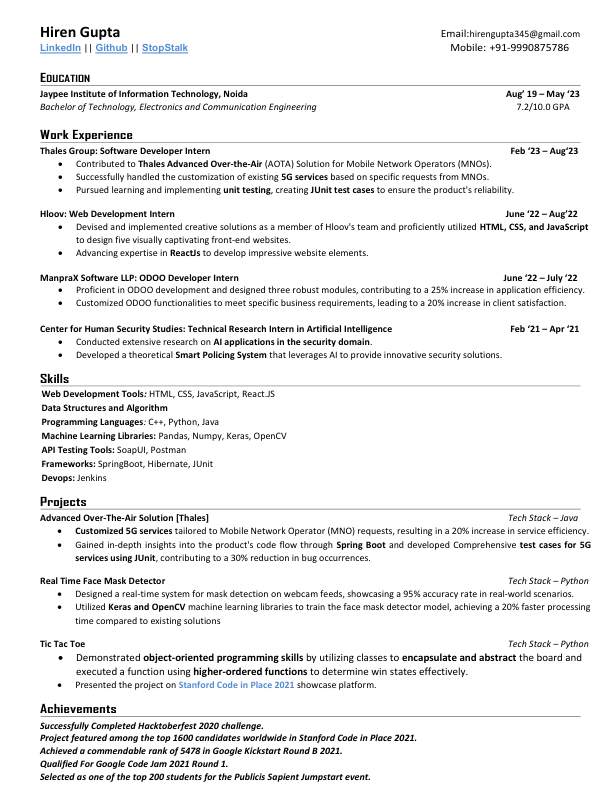 Hiren Gupta
Email:hirengupta345@gmail.com
LinkedIn || Github || StopStalk
Mobile: +91-9990875786
Education
Jaypee Institute of Information Technology, Noida Aug' 19 – May '23
Bachelor of Technology, Electronics and Communication Engineering 7.2/10.0 GPA
Work Experience
Thales Group: Software Developer Intern Feb '23 – Aug'23
• Contributed to Thales Advanced Over-the-Air (AOTA) Solution for Mobile Network Operators (MNOs).
• Successfully handled the customization of existing 5G services based on specific requests from MNOs.
• Pursued learning and implementing unit testing, creating JUnit test cases to ensure the product's reliability.
Hloov: Web Development Intern June '22 – Aug'22
• Devised and implemented creative solutions as a member of Hloov's team and proficiently utilized HTML, CSS, and JavaScript
to design five visually captivating front-end websites.
• Advancing expertise in ReactJs to develop impressive website elements.
ManpraX Software LLP: ODOO Developer Intern June '22 – July '22
• Proficient in ODOO development and designed three robust modules, contributing to a 25% increase in application efficiency.
• Customized ODOO functionalities to meet specific business requirements, leading to a 20% increase in client satisfaction.
Center for Human Security Studies: Technical Research Intern in Artificial Intelligence Feb '21 – Apr '21
• Conducted extensive research on AI applications in the security domain.
• Developed a theoretical Smart Policing System that leverages AI to provide innovative security solutions.
Skills
Web Development Tools: HTML, CSS, JavaScript, React.JS
Data Structures and Algorithm
Programming Languages: C++, Python, Java
Machine Learning Libraries: Pandas, Numpy, Keras, OpenCV
API Testing Tools: SoapUI, Postman
Frameworks: SpringBoot, Hibernate, JUnit
Devops: Jenkins
Projects
Advanced Over-The-Air Solution [Thales] Tech Stack – Java
• Customized 5G services tailored to Mobile Network Operator (MNO) requests, resulting in a 20% increase in service efficiency.
• Gained in-depth insights into the product's code flow through Spring Boot and developed Comprehensive test cases for 5G
services using JUnit, contributing to a 30% reduction in bug occurrences.
Real Time Face Mask Detector Tech Stack – Python
• Designed a real-time system for mask detection on webcam feeds, showcasing a 95% accuracy rate in real-world scenarios.
• Utilized Keras and OpenCV machine learning libraries to train the face mask detector model, achieving a 20% faster processing
time compared to existing solutions
Tic Tac Toe Tech Stack – Python
• Demonstrated object-oriented programming skills by utilizing classes to encapsulate and abstract the board and
executed a function using higher-ordered functions to determine win states effectively.
• Presented the project on Stanford Code in Place 2021 showcase platform.
Achievements
Successfully Completed Hacktoberfest 2020 challenge.
Project featured among the top 1600 candidates worldwide in Stanford Code in Place 2021.
Achieved a commendable rank of 5478 in Google Kickstart Round B 2021.
Qualified For Google Code Jam 2021 Round 1.
Selected as one of the top 200 students for the Publicis Sapient Jumpstart event.